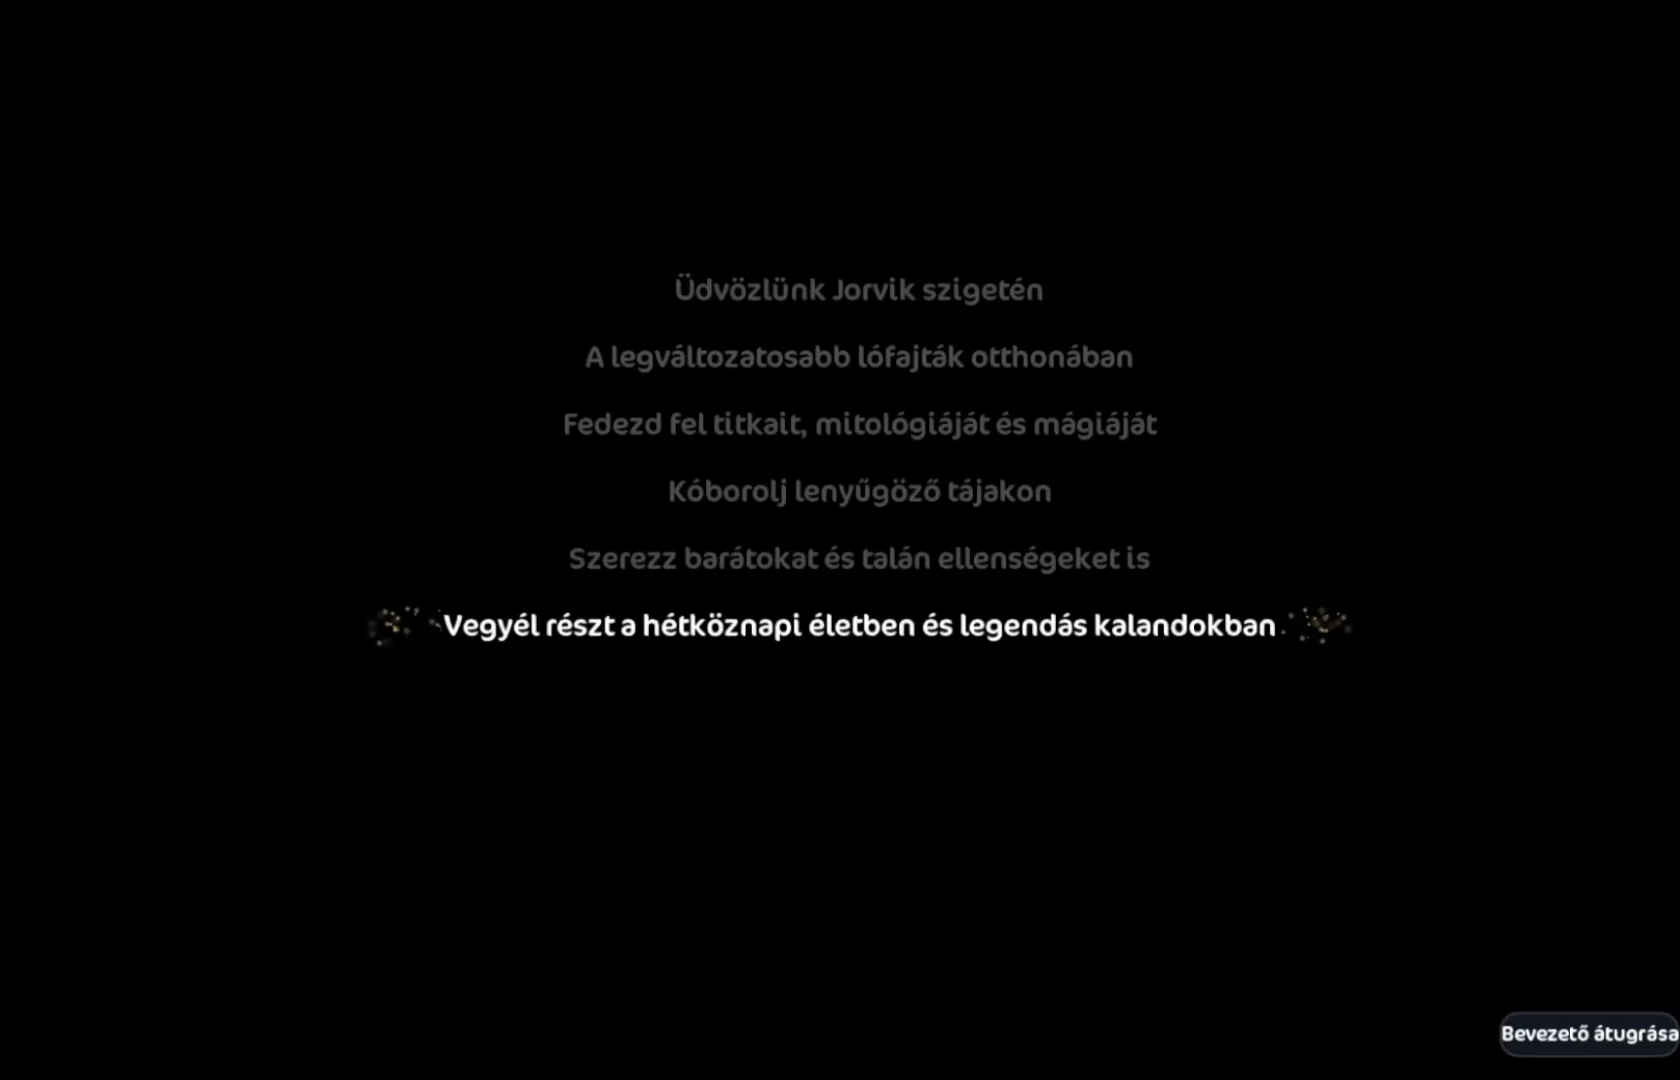 Üdvözlünk Jorvik szigetén
A legváltozatosabb lófajták otthonában
Fedezd fel titkait, mitológiáját és mágiáját
Kóborolj lenyűgöző tájakon
Szerezz barátokat és talán ellenségeket is
Vegyél részt a hétköznapi életben és legendás kalandokban
Bevezető átugrása